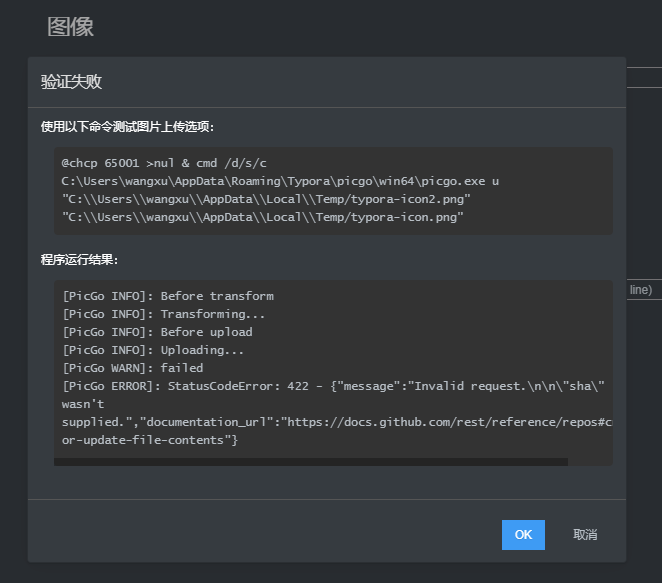 图像
验证失败
使用以下命令测试图片上传选项:
@chcp 65001 >nul & cmd /d/s/c
C:\Users\wangxu\AppData\Roaming\Typora\picgo\win64\picgo.exe u
"C:\\Users\\wangxu\\AppData\\Local\\Temp/typora-icon2.png"
"C:\\Users\\wangxu\\AppData\\Local\\Temp/typora-icon.png"
程序运行结果:
line)
[PicGo INFO]: Before transform
[PicGo INFO]: Transforming...
[PicGo INFO]: Before upload
[PicGo INFO]: Uploading...
[PicGo WARN]: failed
[PicGo ERROR]: StatusCodeError: 422 - {"message":"Invalid request.\n\n\"sha\"
wasn't
supplied.","documentation_url":"https://docs.github.com/rest/reference/repos#c
or-update-file-contents"}
OK
取消